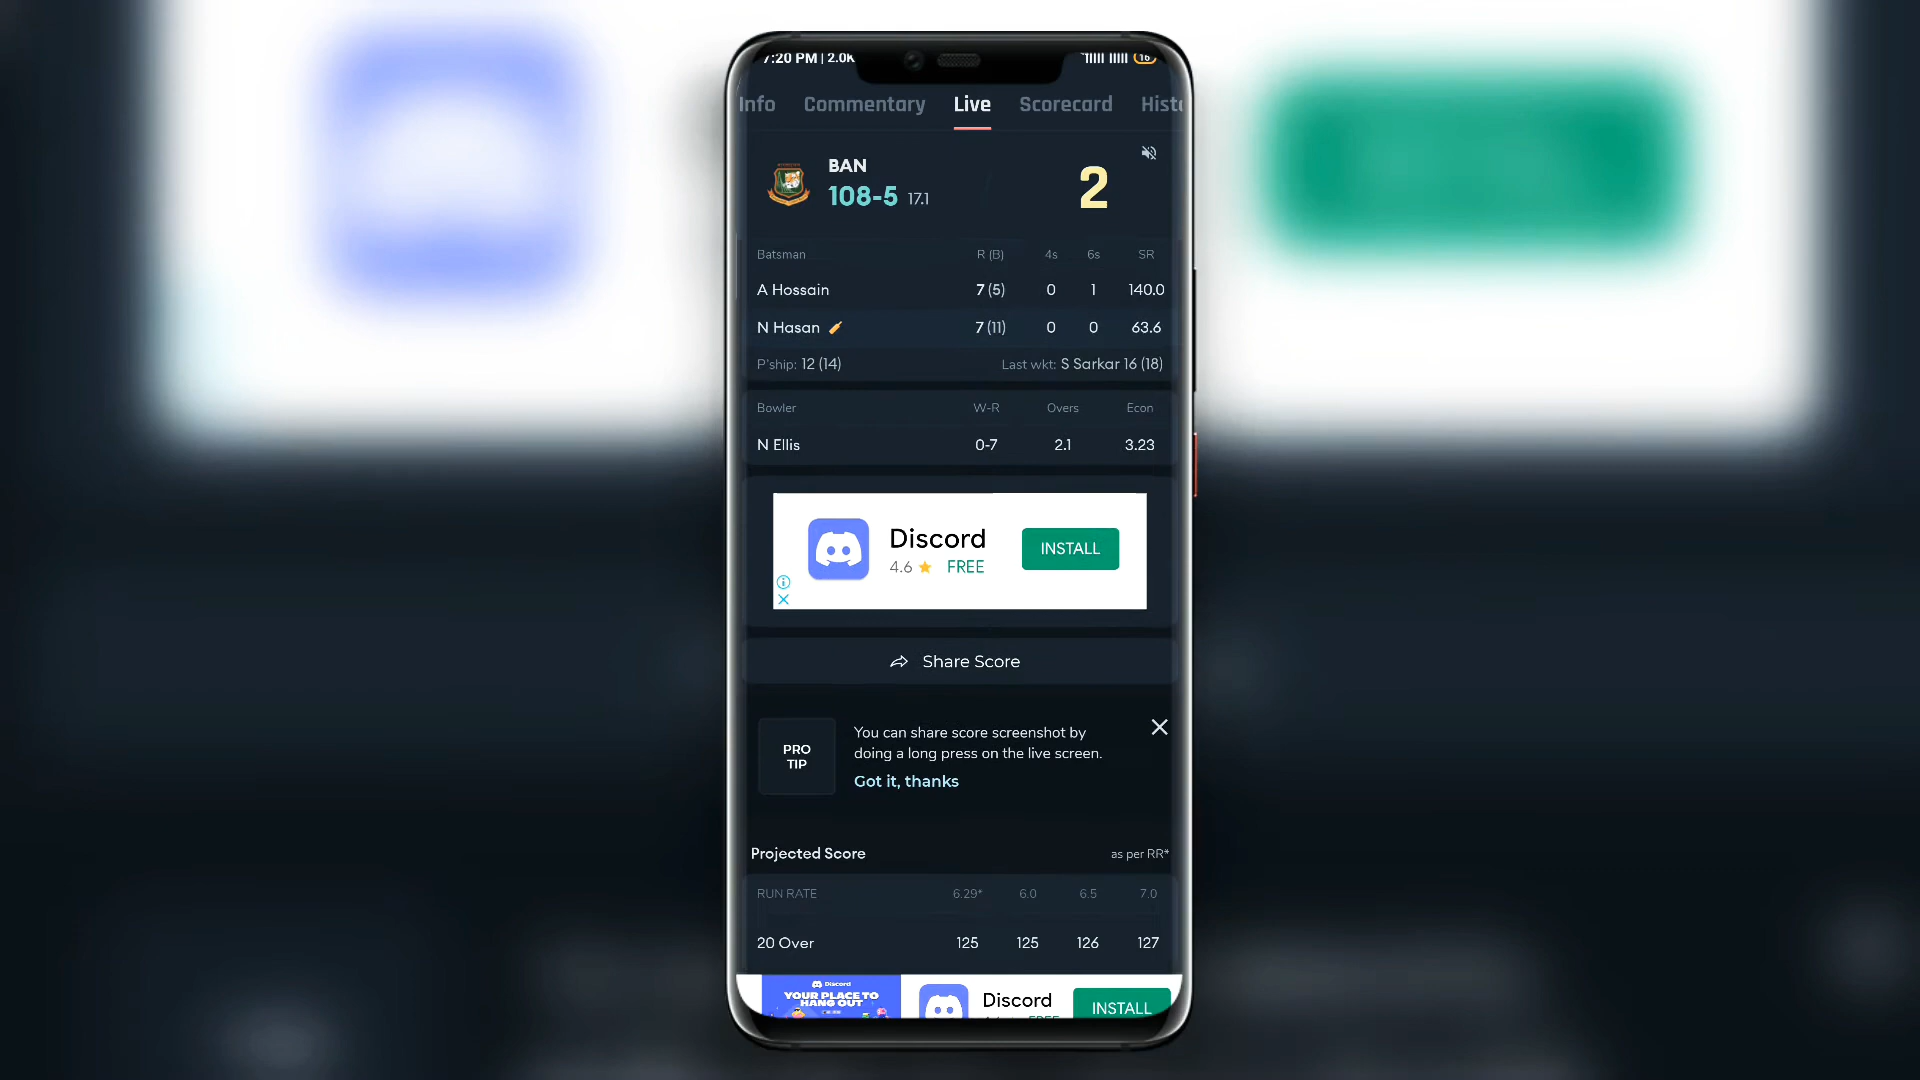 7:20 PM | 2.0K 16
Info Commentary Live Scorecard Histo
BAN
108-5 17.1
2
Batsman R (B) 4s 6s SR
A Hossain 7 (5) 0 1 140.0
N Hasan 7 (11) 0 0 63.6
P'ship: 12 (14) Last wkt: S Sarkar 16 (18)
Bowler W-R Overs Econ
N Ellis 0-7 2.1 3.23
Discord
4.6 FREE
INSTALL
Share Score
PRO
TIP
You can share score screenshot by
doing a long press on the live screen.
Got it, thanks
Projected Score as per RR*
RUN RATE 6.29* 6.0 6.5 7.0
20 Over 125 125 126 127
Discord
YOUR PLACE TO
HANG OUT
Discord
INSTALL